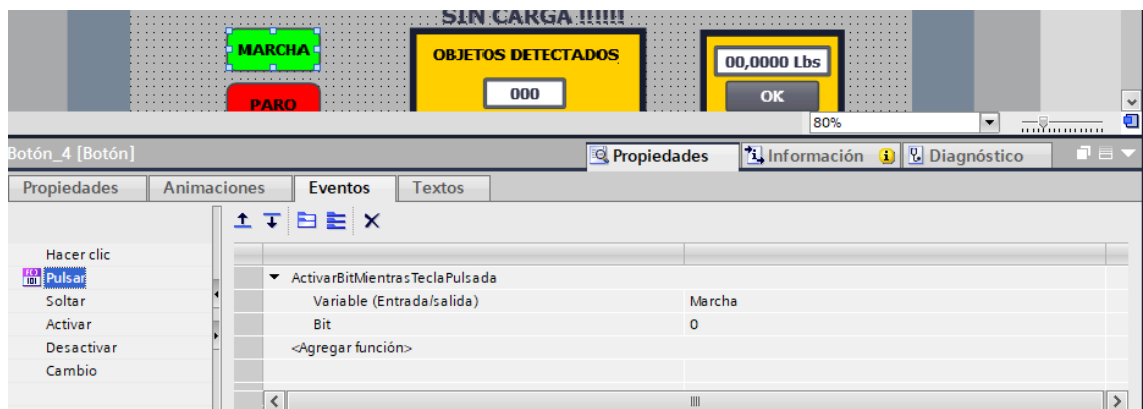 SIN CARGA !!!!!!
MARCHA
OBJETOS DETECTADOS
00,0000 Lbs
000
OK
PARO
80%
Botón_4 [Botón]
Propiedades
Información
Diagnóstico
Propiedades
Animaciones
Eventos
Textos
Hacer clic
Pulsar
ActivarBitMientrasTeclaPulsada
Soltar
Variable (Entrada/salida)
Marcha
Activar
Bit
0
Desactivar
<Agregar función>
Cambio